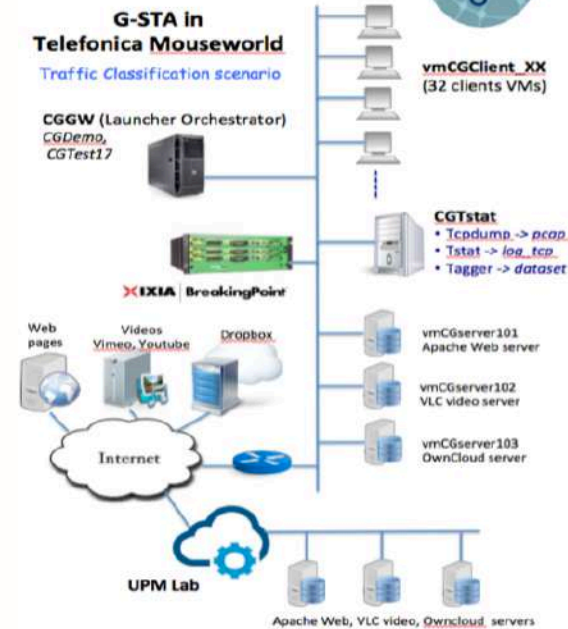 G-STA in
Telefonica Mouseworld
Traffic Classification scenario
vmCGClient_XX
(32 clients VMs)
CGGW (Launcher Orchestrator)
CGDemo,
CGTest17
CGTstat
• Tcpdump -> pcap
• Tstat -> log_tcp
• Tagger -> dataset
IXIA BreakingPoint
Web
pages
Videos
Vimeo, Youtube
Dropbox
vmCGserver101
Apache Web server
vmCGserver102
VLC video server
vmCGserver103
OwnCloud server
Internet
UPM Lab
Apache Web, VLC video, Owncloud servers